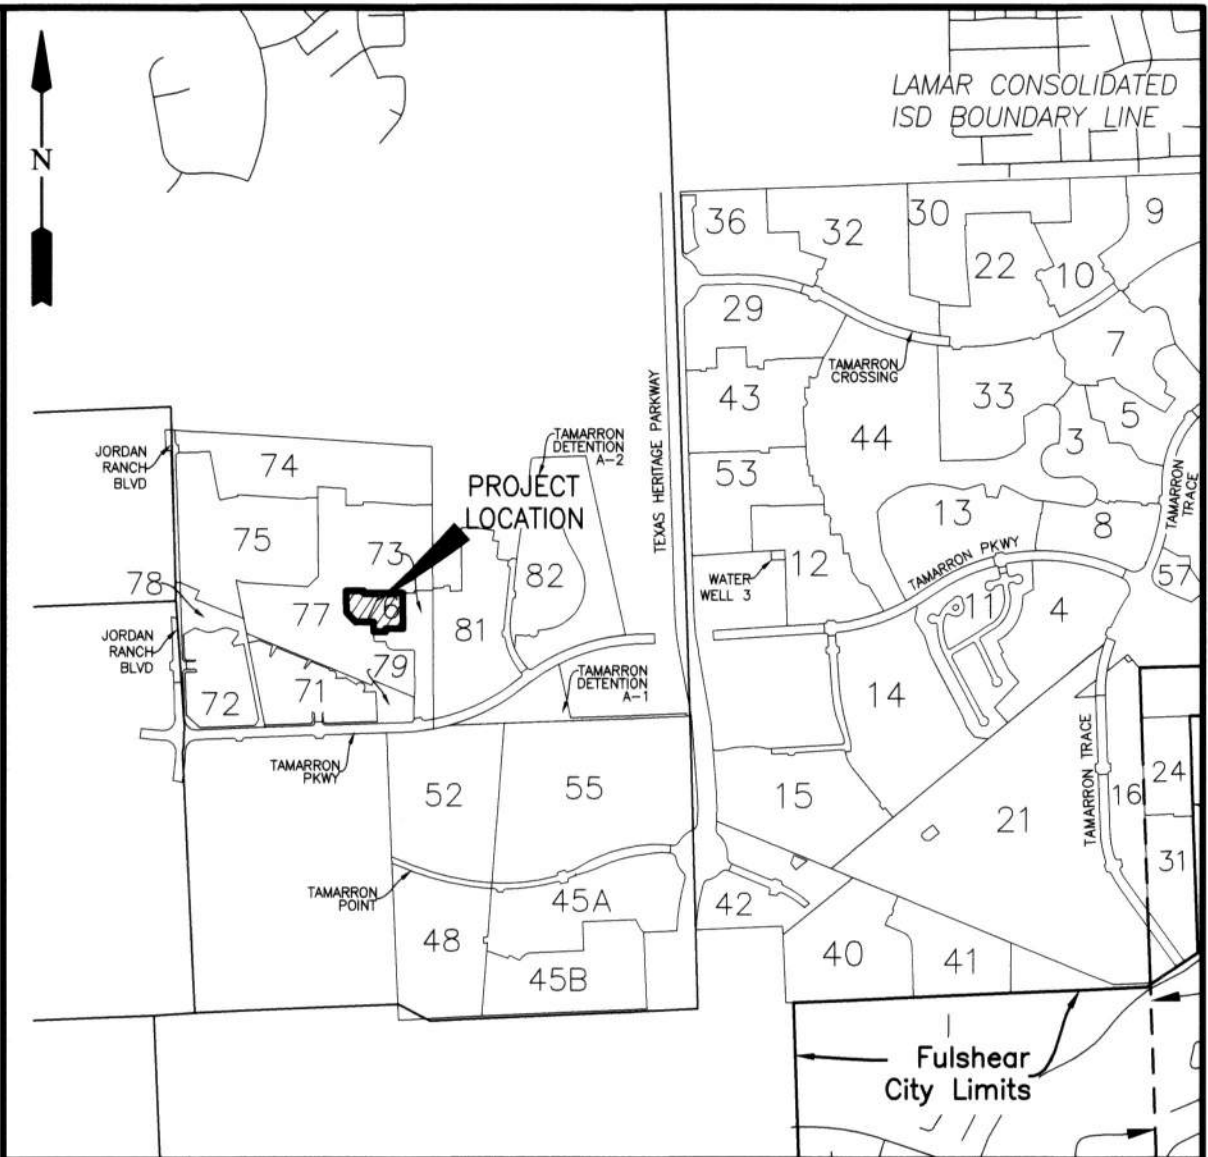 LAMAR CONSOLIDATED
ISD BOUNDARY LINE
N
36
32
30
9
22
10
29
7
TAMARRON
CROSSING
43
33
5
TEXAS HERITAGE PARKWAY
44
3
JORDAN
RANCH
BLVD
74
TAMARRON
DETENTION
A-2
53
TAMARRON
TRACE
PROJECT
LOCATION
13
8
75
73
82
TAMARRON PKWY
78
WATER
WELL 3
12
57
77
6
81
11
4
JORDAN
RANCH
BLVD
79
TAMARRON
DETENTION
A-1
72
71
14
TAMARRON
PKWY
TAMARRON TRACE
52
55
15
16
24
21
31
TAMARRON
POINT
45A
42
48
45B
40
41
Fulshear
City Limits